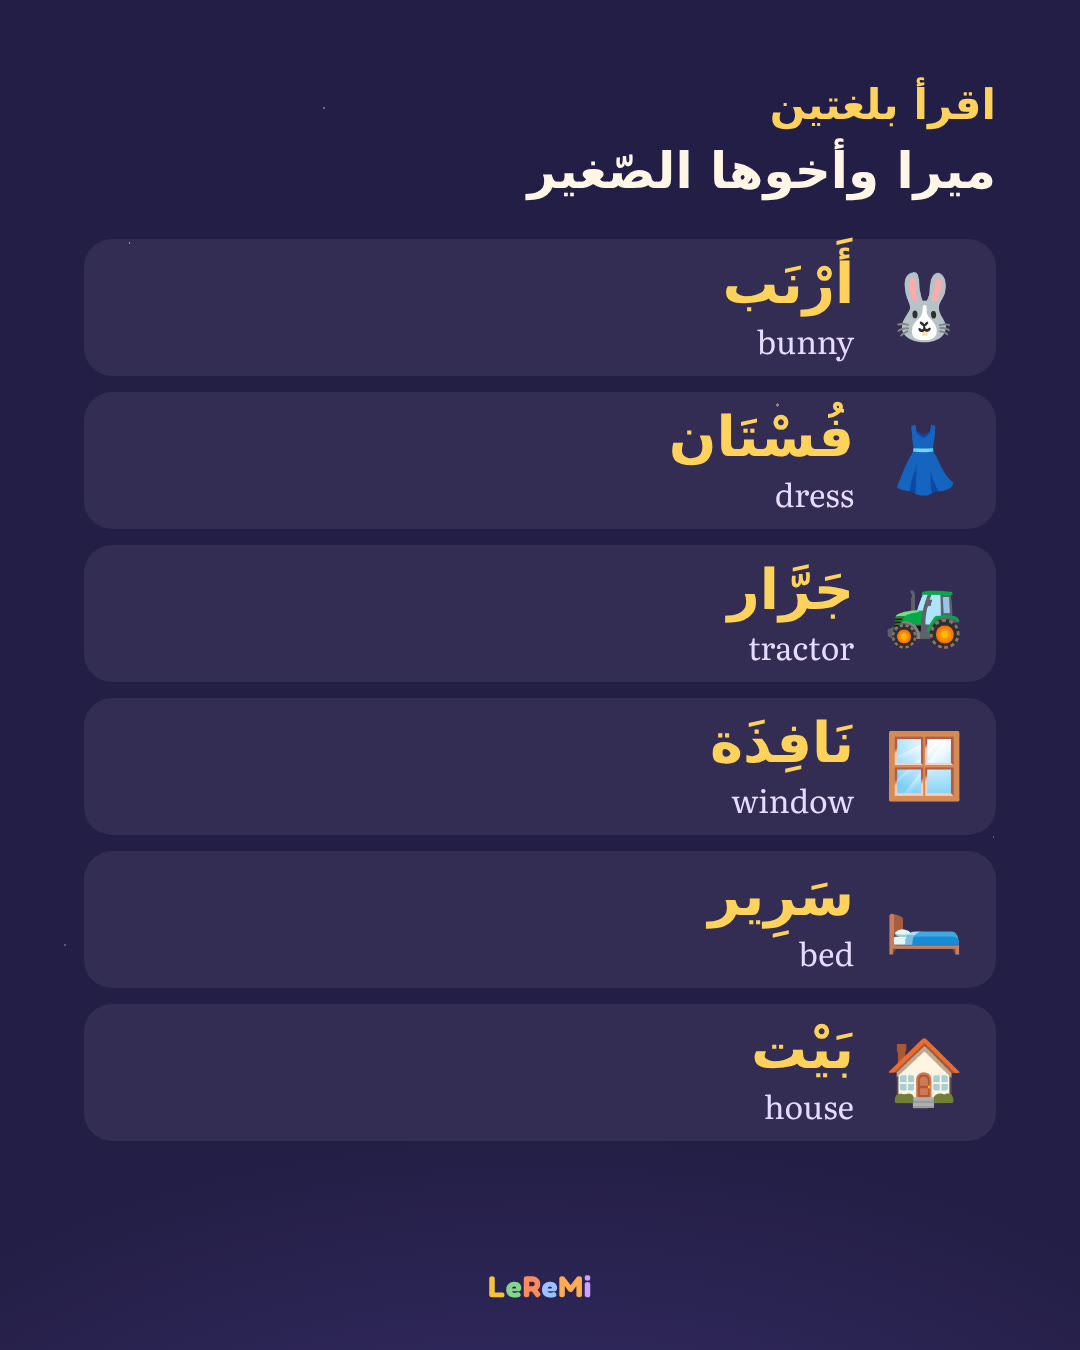 اقرأ بلغتين
ميرا وأخوها الصّغير
أَرْنَب
bunny
فُسْتَان
dress
جَرَّار
tractor
نَافِذَة
window
سَرِير
bed
بَيْت
house
LeReMi